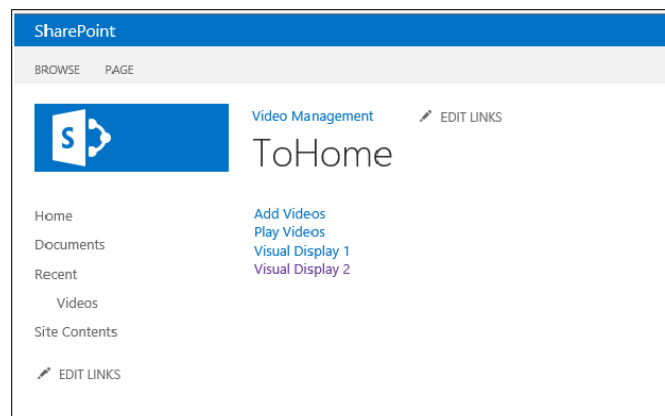 SharePoint
BROWSE PAGE
S
Video Management EDIT LINKS
ToHome
Home
Documents
Recent
Videos
Site Contents
EDIT LINKS
Add Videos
Play Videos
Visual Display 1
Visual Display 2